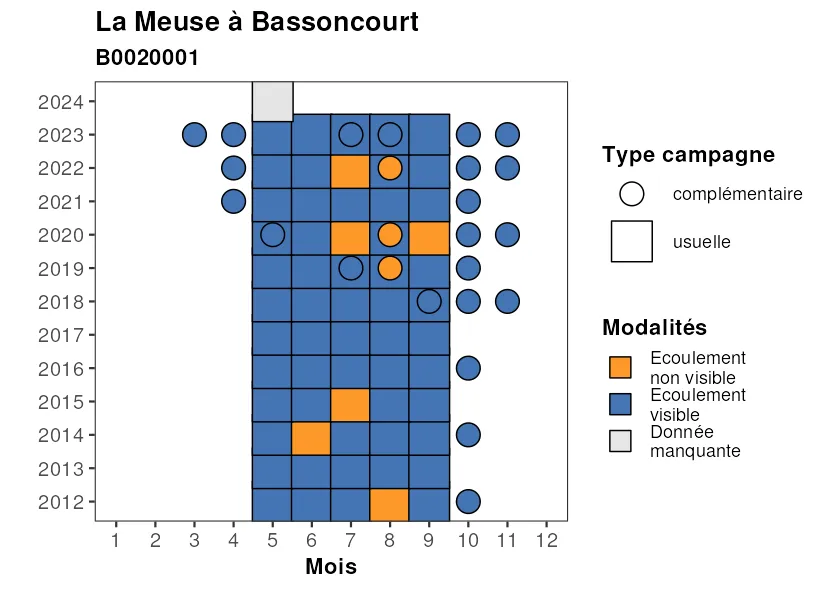 La Meuse à Bassoncourt
B0020001
2024
2023
2022
2021
2020
2019
2018
2017
2016
2015
2014
2013
2012
1 2 3 4 5 6 7 8 9 10 11 12
Mois
Type campagne
complémentaire
usuelle
Modalités
Ecoulement
non visible
Ecoulement
visible
Donnée
manquante